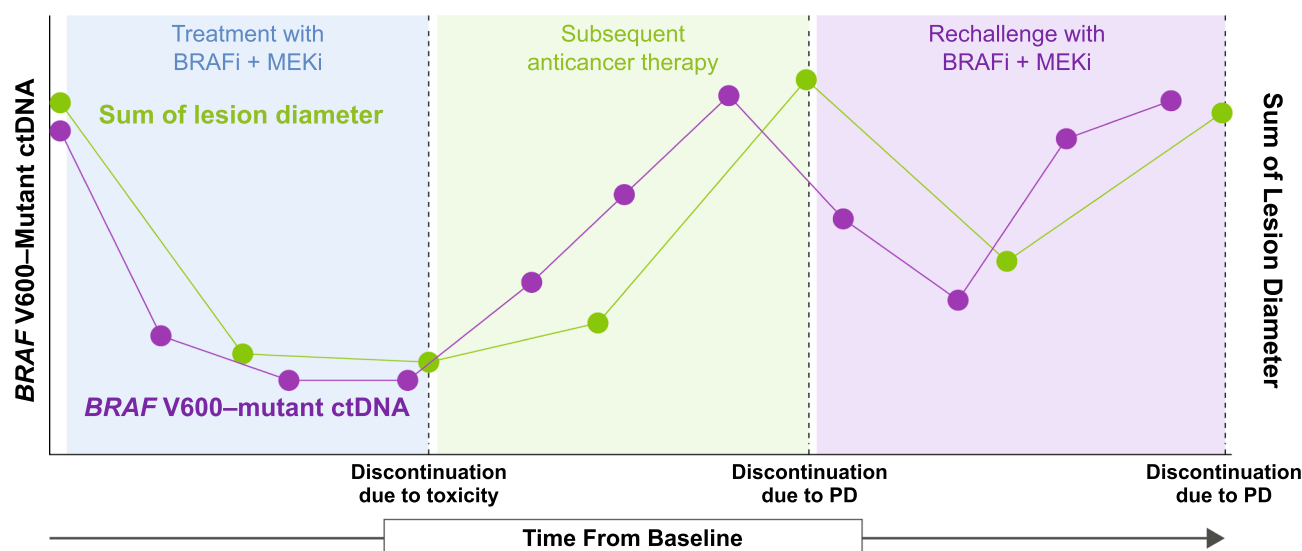 Treatment with
BRAFi + MEKi
Subsequent
anticancer therapy
Rechallenge with
BRAFi + MEKi
Sum of lesion diameter
BRAF V600–mutant ctDNA
BRAF V600–Mutant ctDNA
Sum of Lesion Diameter
Discontinuation
due to toxicity
Discontinuation
due to PD
Discontinuation
due to PD
Time From Baseline